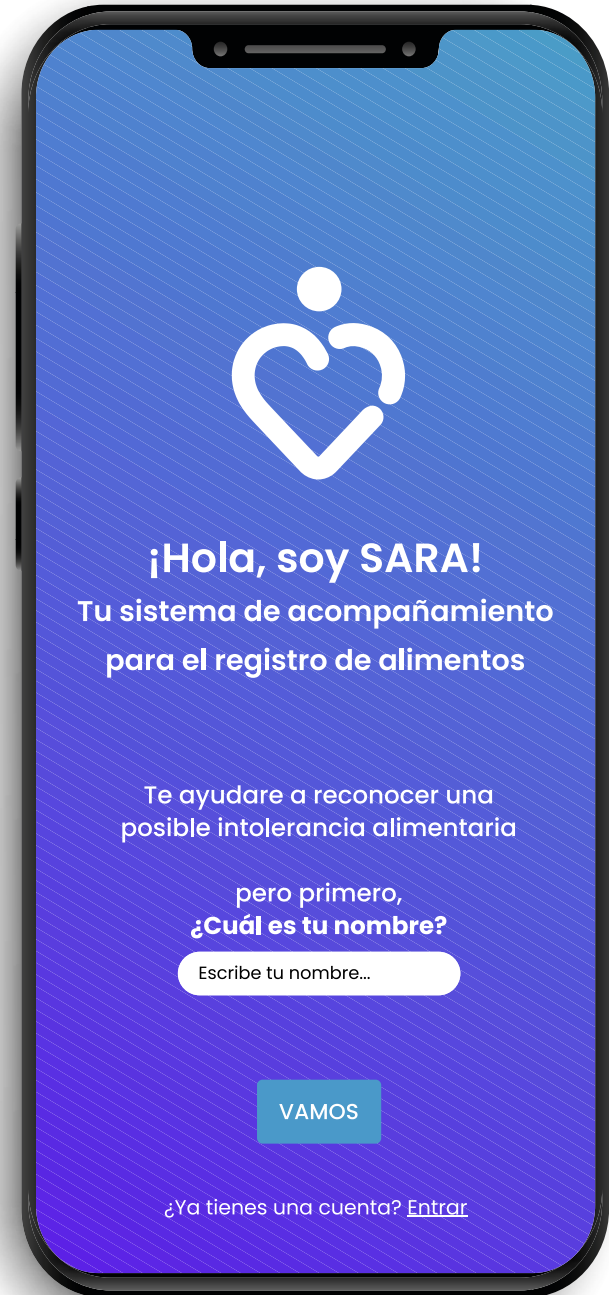 ¡Hola, soy SARA!
Tu sistema de acompañamiento
para el registro de alimentos
Te ayudare a reconocer una
posible intolerancia alimentaria
pero primero,
¿Cuál es tu nombre?
Escribe tu nombre...
VAMOS
¿Ya tienes una cuenta? Entrar